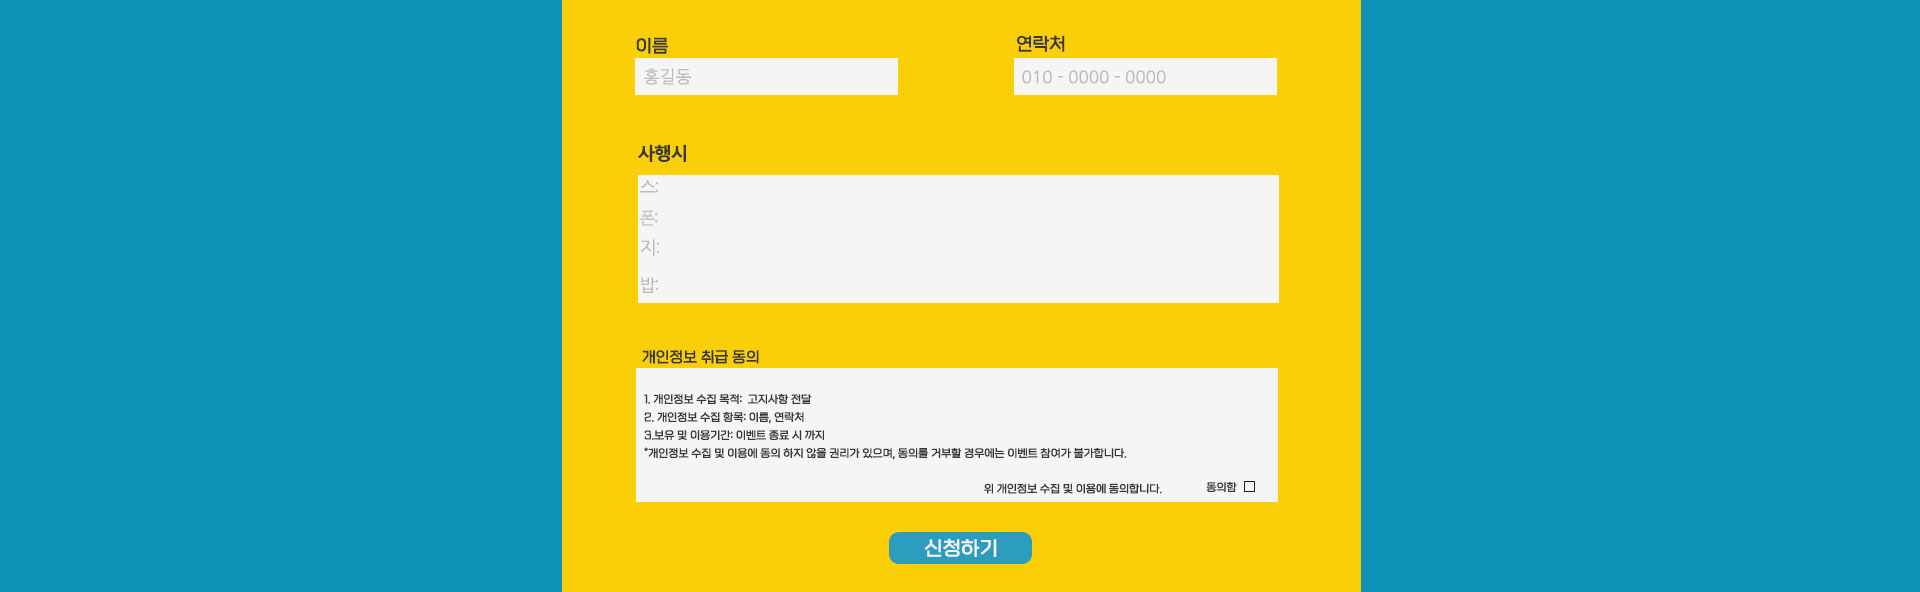 이름
연락처
홍길동
010 - 0000 - 0000
사행시
스:
폰:
지:
밥:
개인정보 취급 동의
1. 개인정보 수집 목적: 고지사항 전달
2. 개인정보 수집 항목: 이름, 연락처
3.보유 및 이용기간: 이벤트 종료 시 까지
*개인정보 수집 및 이용에 동의 하지 않을 권리가 있으며, 동의를 거부할 경우에는 이벤트 참여가 불가합니다.
위 개인정보 수집 및 이용에 동의합니다.
동의함
신청하기